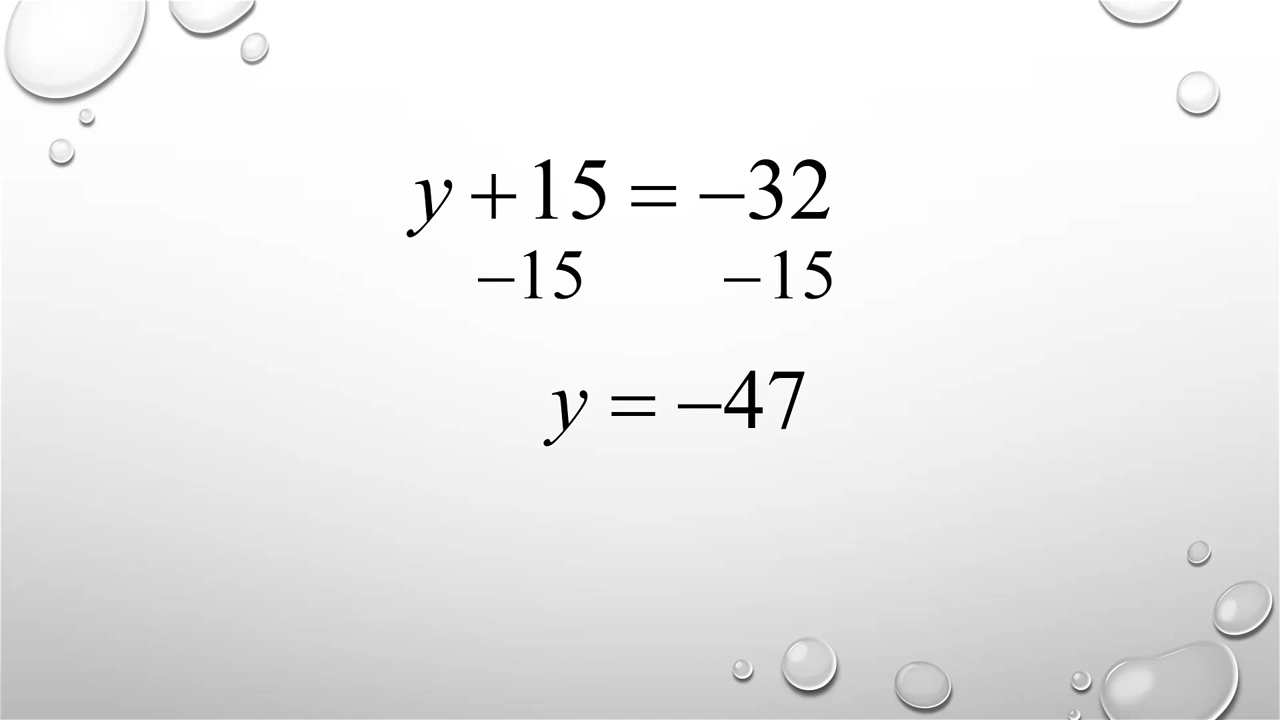 y + 15 = −32
−15 −15
y = −47